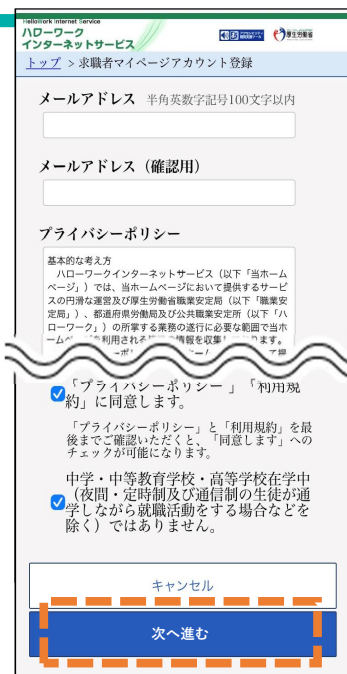 HelloWork Internet Service
ハローワーク
インターネットサービス
厚生労働省
トップ > 求職者マイページアカウント登録
メールアドレス 半角英数字記号100文字以内
メールアドレス（確認用）
プライバシーポリシー
基本的な考え方
ハローワークインターネットサービス（以下「当ホーム
ページ」）では、当ホームページにおいて提供するサービ
スの円滑な運営及び厚生労働省職業安定局（以下「職業安
定局」）、都道府県労働局及び公共職業安定所（以下「ハ
ローワーク」）の所掌する業務の遂行に必要な範囲で当ホ
「プライバシーポリシー 」「利用規
約」に同意します。
「プライバシーポリシー」と「利用規約」を最
後までご確認いただくと、「同意します」への
チェックが可能になります。
中学・中等教育学校・高等学校在学中
（夜間・定時制及び通信制の生徒が通
学しながら就職活動をする場合などを
除く）ではありません。
キャンセル
次へ進む